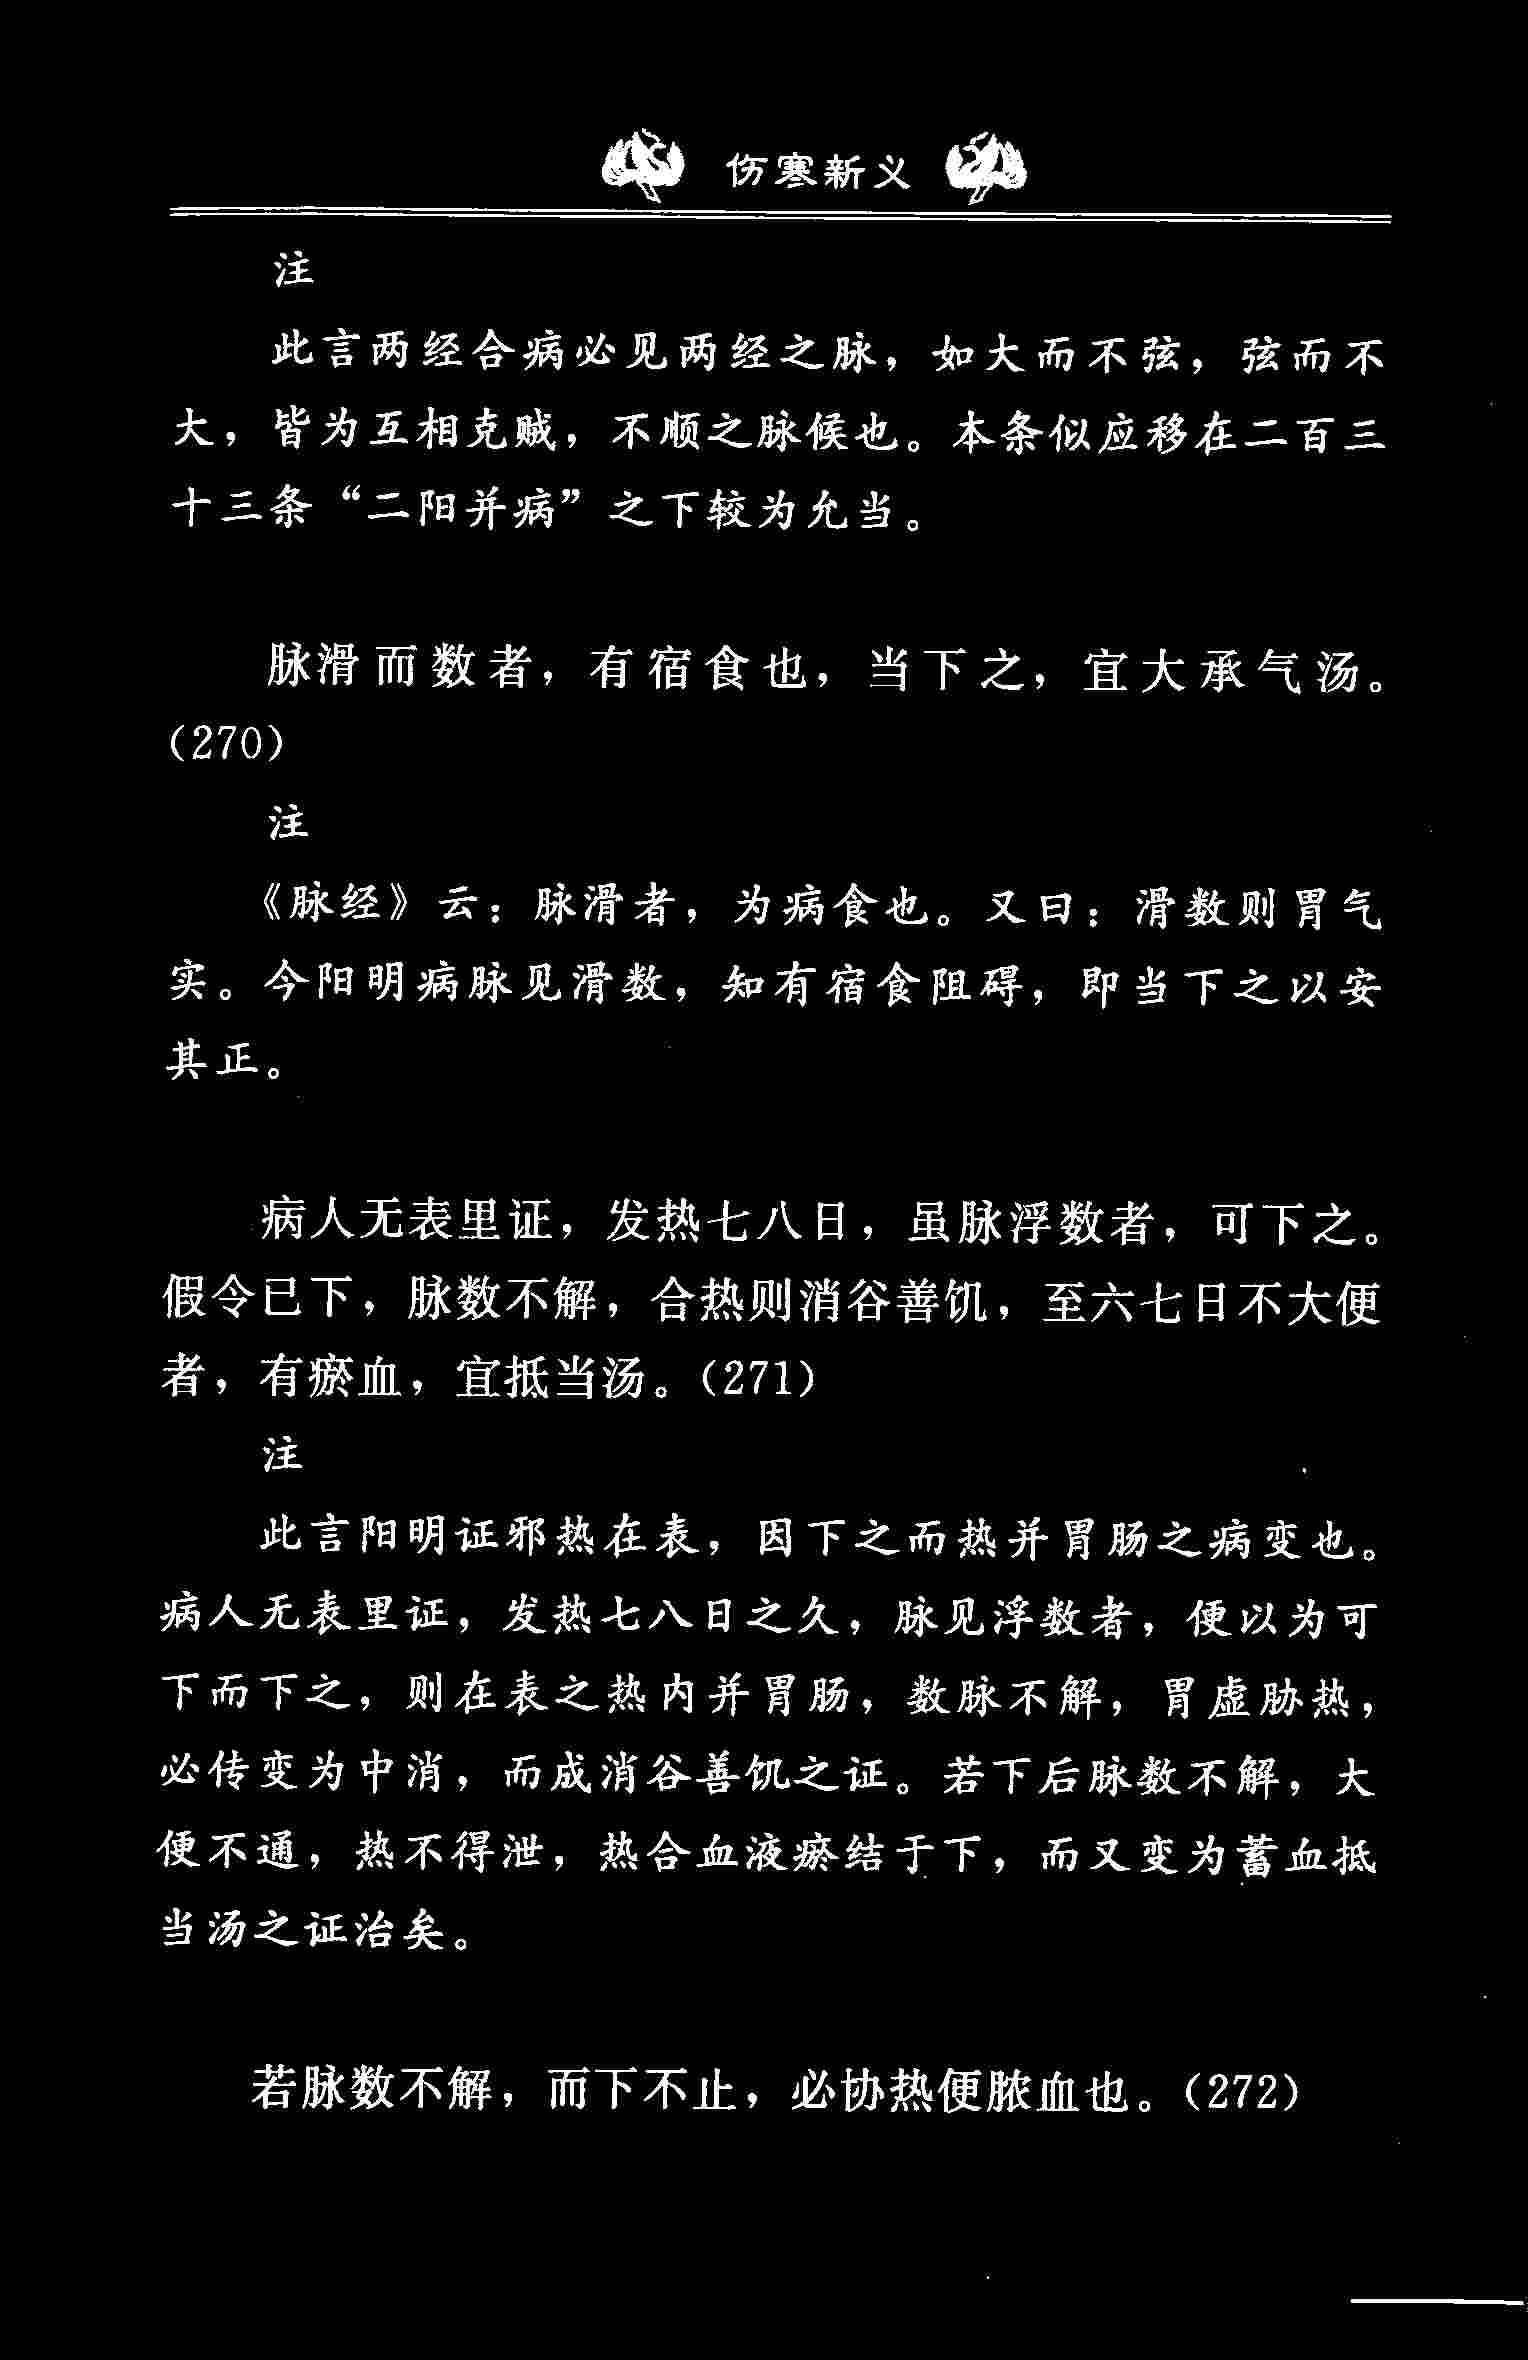 伤寒新义
注
此言两经合病必见两经之脉，如大而不弦，弦而不
大，皆为互相克贼，不顺之脉候也。本条似应移在二百三
十三条“二阳并病”之下较为允当。
脉滑而数者，有宿食也，当下之，宜大承气汤。
(270)
注
《脉经》云：脉滑者，为病食也。又曰：滑数则胃气
实。今阳明病脉见滑数，知有宿食阻碍，即当下之以安
其正。
病人无表里证，发热七八日，虽脉浮数者，可下之。
假令已下，脉数不解，合热则消谷善饥，至六七日不大便
者，有瘀血，宜抵当汤。(271)
注
此言阳明证邪热在表，因下之而热并胃肠之病变也。
病人无表里证，发热七八日之久，脉见浮数者，便以为可
下而下之，则在表之热内并胃肠，数脉不解，胃虚胁热，
必传变为中消，而成消谷善饥之证。若下后脉数不解，大
便不通，热不得泄，热合血液瘀结于下，而又变为蓄血抵
当汤之证治矣。
若脉数不解，而下不止，必协热便脓血也。(272)